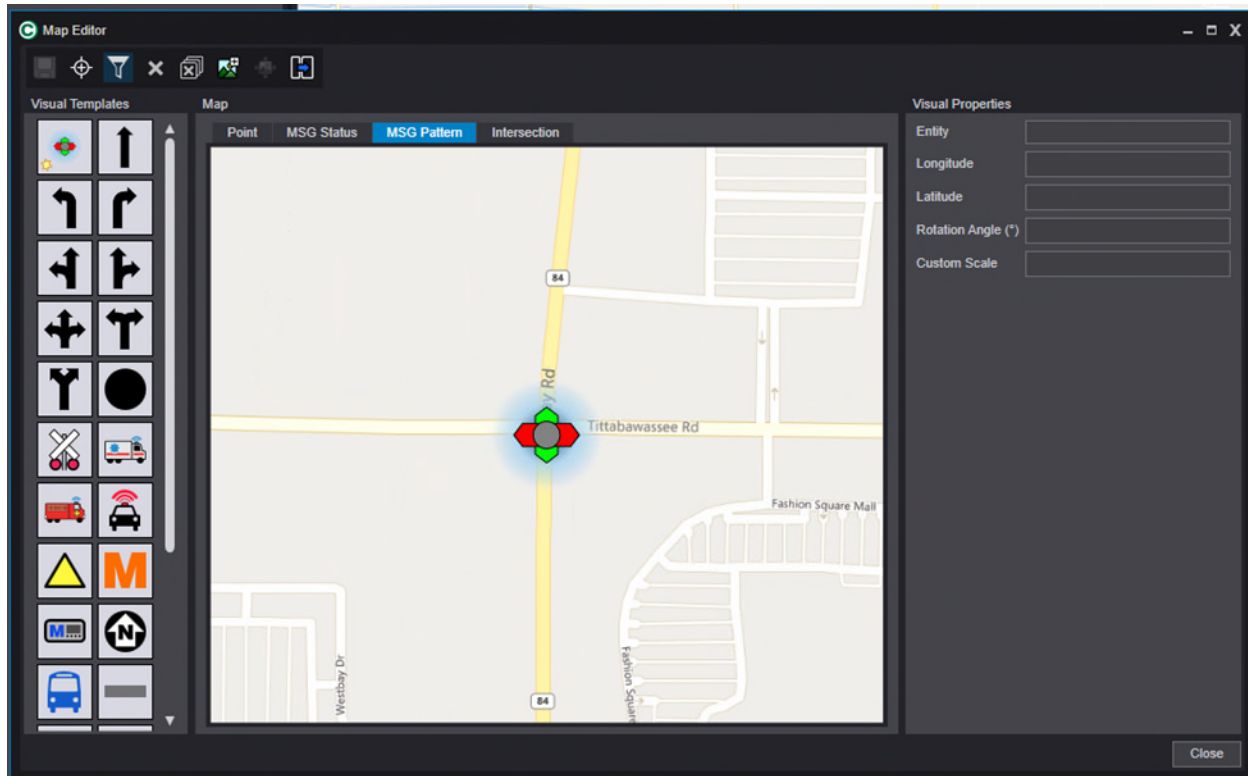 Map Editor
Visual Templates
Map
Visual Properties
Point
MSG Status
MSG Pattern
Intersection
Entity
Longitude
Latitude
Rotation Angle (°)
Custom Scale
84
Rd
Tittabawassee Rd
Fashion Square Mall
M
M
N
Westbay Dr
Fashion Square
84
Close